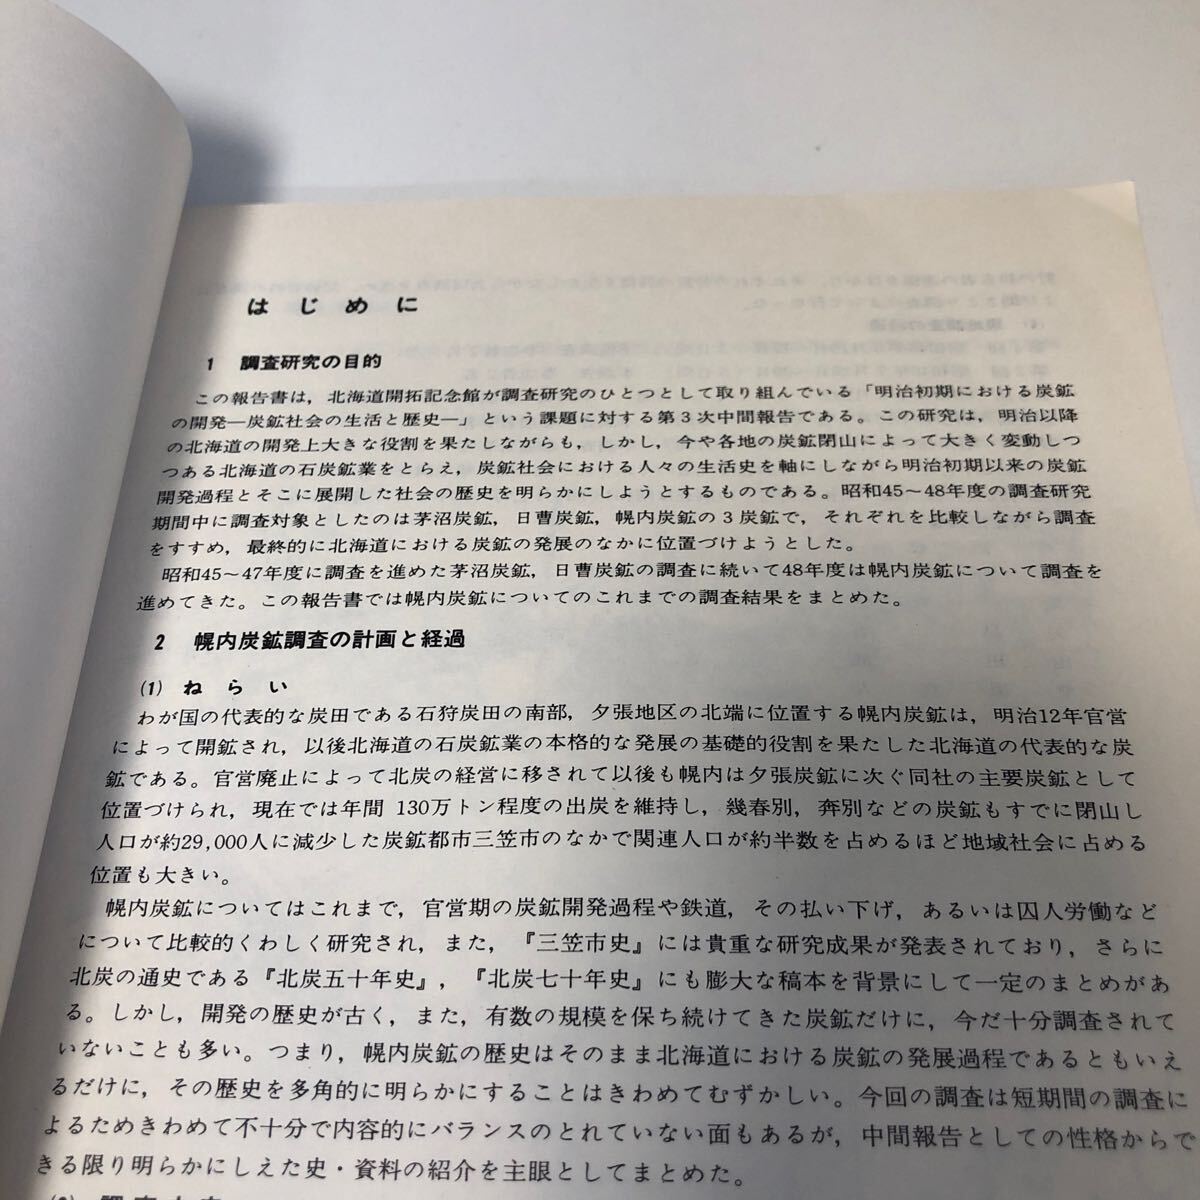 はじめに
1 調査研究の目的
この報告書は，北海道開拓記念館が調査研究のひとつとして取り組んでいる「明治初期における炭鉱
の開発―炭鉱社会の生活と歴史―」という課題に対する第3次中間報告である。この研究は，明治以降
の北海道の開発上大きな役割を果たしながらも，しかし，今や各地の炭鉱閉山によって大きく変動しつ
つある北海道の石炭鉱業をとらえ，炭鉱社会における人々の生活史を軸にしながら明治初期以来の炭鉱
開発過程とそこに展開した社会の歴史を明らかにしようとするものである。昭和45～48年度の調査研究
期間中に調査対象としたのは茅沼炭鉱，日曹炭鉱，幌内炭鉱の3炭鉱で，それぞれを比較しながら調査
をすすめ，最終的に北海道における炭鉱の発展のなかに位置づけようとした。
昭和45～47年度に調査を進めた茅沼炭鉱，日曹炭鉱の調査に続いて48年度は幌内炭鉱について調査を
進めてきた。この報告書では幌内炭鉱についてのこれまでの調査結果をまとめた。
2 幌内炭鉱調査の計画と経過
(1) ねらい
わが国の代表的な炭田である石狩炭田の南部，夕張地区の北端に位置する幌内炭鉱は，明治12年官営
によって開鉱され，以後北海道の石炭鉱業の本格的な発展の基礎的役割を果たした北海道の代表的な炭
鉱である。官営廃止によって北炭の経営に移されて以後も幌内は夕張炭鉱に次ぐ同社の主要炭鉱として
位置づけられ，現在では年間 130万トン程度の出炭を維持し，幾春別，奔別などの炭鉱もすでに閉山し
人口が約29,000人に減少した炭鉱都市三笠市のなかで関連人口が約半数を占めるほど地域社会に占める
位置も大きい。
幌内炭鉱についてはこれまで，官営期の炭鉱開発過程や鉄道，その払い下げ，あるいは囚人労働など
について比較的くわしく研究され，また，『三笠市史』には貴重な研究成果が発表されており，さらに
北炭の通史である『北炭五十年史』，『北炭七十年史』にも膨大な稿本を背景にして一定のまとめがあ
る。しかし，開発の歴史が古く，また，有数の規模を保ち続けてきた炭鉱だけに，今だ十分調査されて
いないことも多い。つまり，幌内炭鉱の歴史はそのまま北海道における炭鉱の発展過程であるともいえ
るだけに，その歴史を多角的に明らかにすることはきわめてむずかしい。今回の調査は短期間の調査に
よるためきわめて不十分で内容的にバランスのとれていない面もあるが，中間報告としての性格からで
きる限り明らかにしえた史・資料の紹介を主眼としてまとめた。